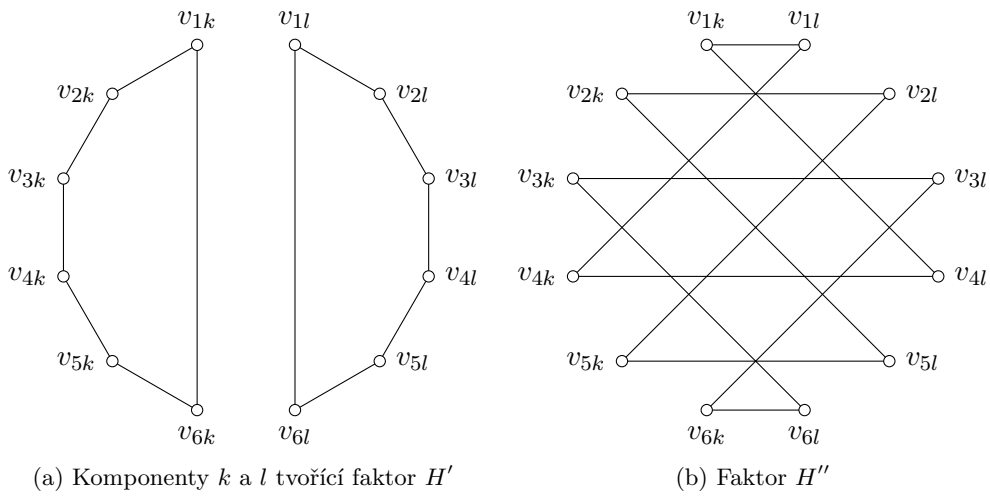 v1k v1l v1k v1l
v2k v2l v2k v2l
v3k v3l v3k v3l
v4k v4l v4k v4l
v5k v5l v5k v5l
v6k v6l v6k v6l
(a) Komponenty k a l tvořící faktor H′ (b) Faktor H″